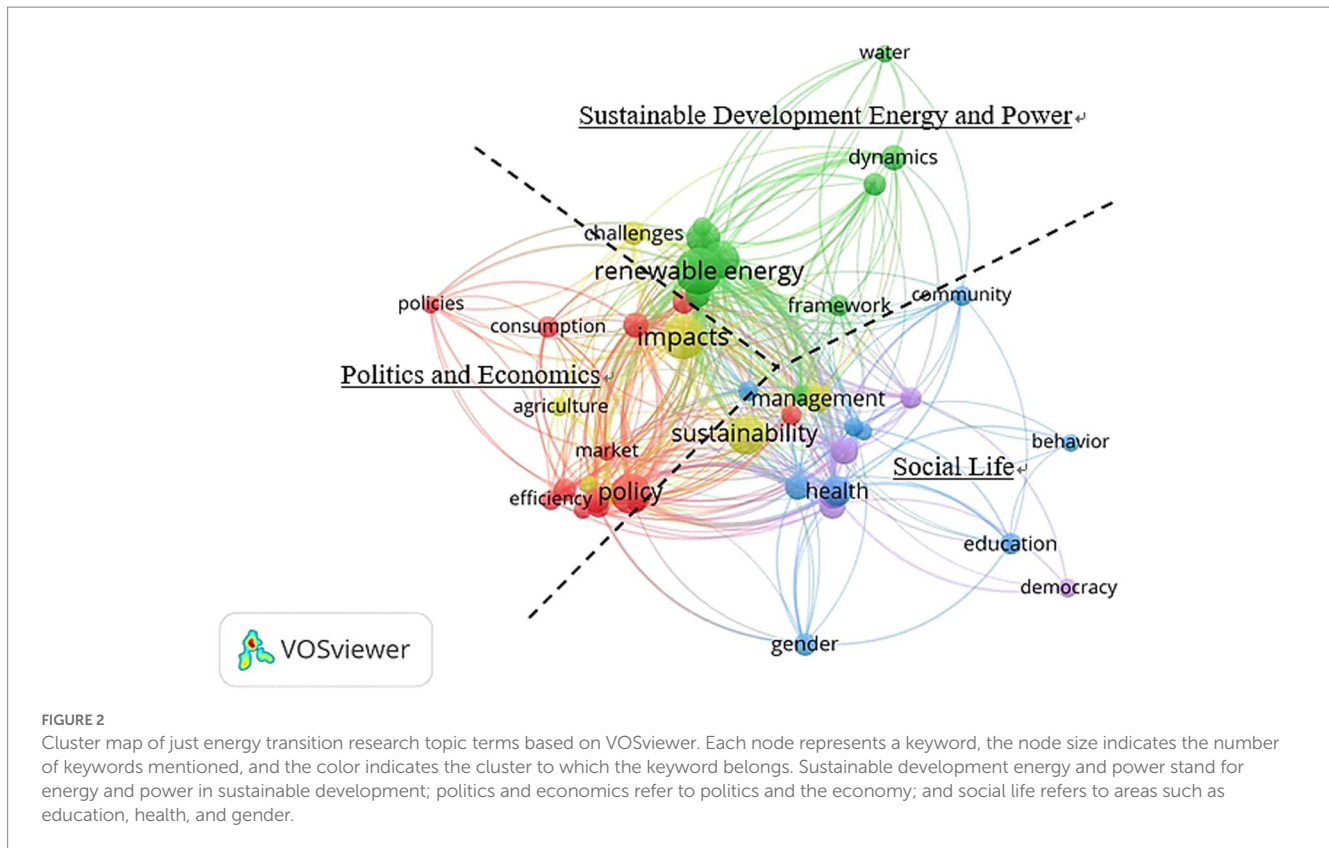 water
Sustainable Development Energy and Power↵
dynamics
challenges
renewable energy
policies
consumption
framework
community
impacts
Politics and Economics↵
agriculture
management
market
sustainability
behavior
Social Life↵
efficiency
policy
health
education
democracy
gender
VOSviewer
FIGURE 2
Cluster map of just energy transition research topic terms based on VOSviewer. Each node represents a keyword, the node size indicates the number
of keywords mentioned, and the color indicates the cluster to which the keyword belongs. Sustainable development energy and power stand for
energy and power in sustainable development; politics and economics refer to politics and the economy; and social life refers to areas such as
education, health, and gender.